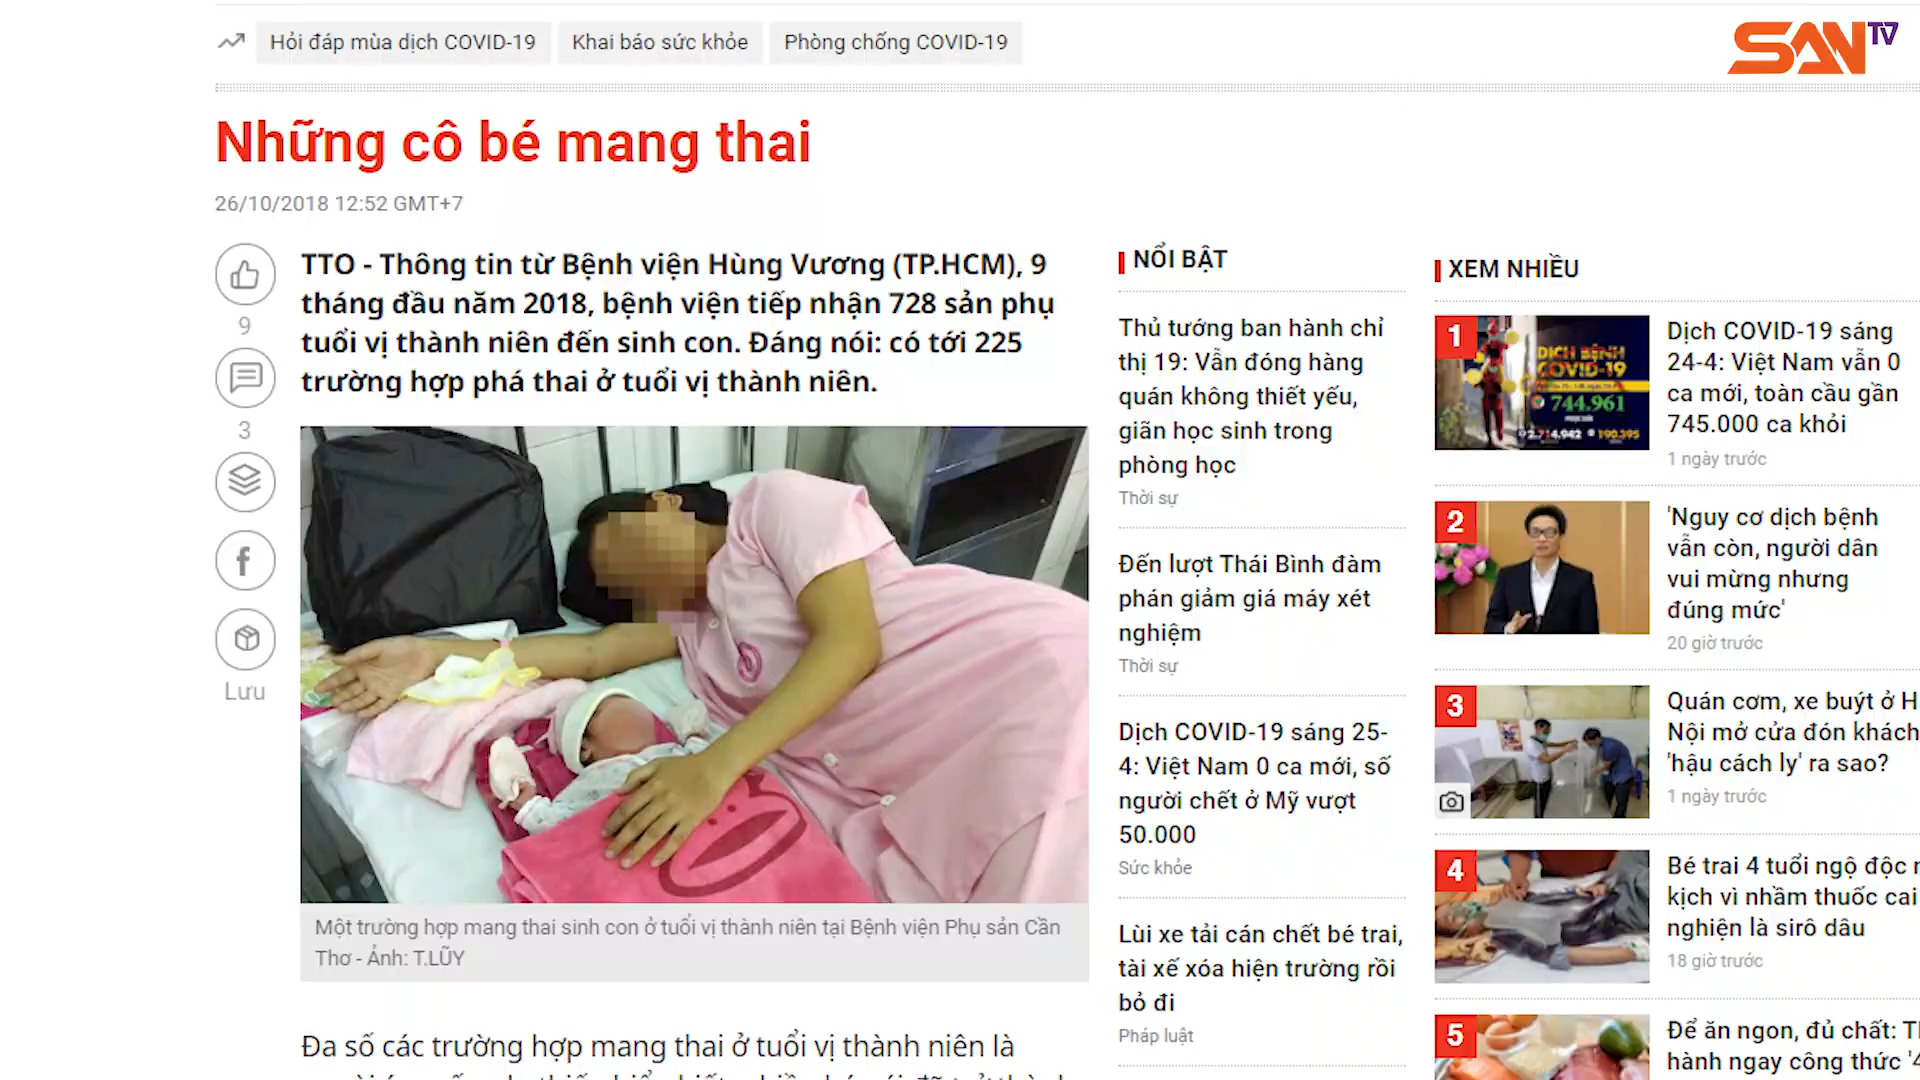 Hỏi đáp mùa dịch COVID-19
Khai báo sức khỏe
Phòng chống COVID-19
SAN TV
Những cô bé mang thai
26/10/2018 12:52 GMT+7
9
3
Lưu
TTO - Thông tin từ Bệnh viện Hùng Vương (TP.HCM), 9
tháng đầu năm 2018, bệnh viện tiếp nhận 728 sản phụ
tuổi vị thành niên đến sinh con. Đáng nói: có tới 225
trường hợp phá thai ở tuổi vị thành niên.
Một trường hợp mang thai sinh con ở tuổi vị thành niên tại Bệnh viện Phụ sản Cần
Thơ - Ảnh: T.LŨY
Đa số các trường hợp mang thai ở tuổi vị thành niên là
NỔI BẬT
Thủ tướng ban hành chỉ
thị 19: Vẫn đóng hàng
quán không thiết yếu,
giãn học sinh trong
phòng học
Thời sự
Đến lượt Thái Bình đàm
phán giảm giá máy xét
nghiệm
Thời sự
Dịch COVID-19 sáng 25-
4: Việt Nam 0 ca mới, số
người chết ở Mỹ vượt
50.000
Sức khỏe
Lùi xe tải cán chết bé trai,
tài xế xóa hiện trường rồi
bỏ đi
Pháp luật
XEM NHIỀU
1
DỊCH BỆNH
COVID-19
744.961
2.714.942
190.395
Dịch COVID-19 sáng
24-4: Việt Nam vẫn 0
ca mới, toàn cầu gần
745.000 ca khỏi
1 ngày trước
2
'Nguy cơ dịch bệnh
vẫn còn, người dân
vui mừng nhưng
đúng mức'
20 giờ trước
3
Quán cơm, xe buýt ở H
Nội mở cửa đón khách
'hậu cách ly' ra sao?
1 ngày trước
4
Bé trai 4 tuổi ngộ độc
kịch vì nhầm thuốc cai
nghiện là sirô dâu
18 giờ trước
5
Để ăn ngon, đủ chất:
hành ngay công thức